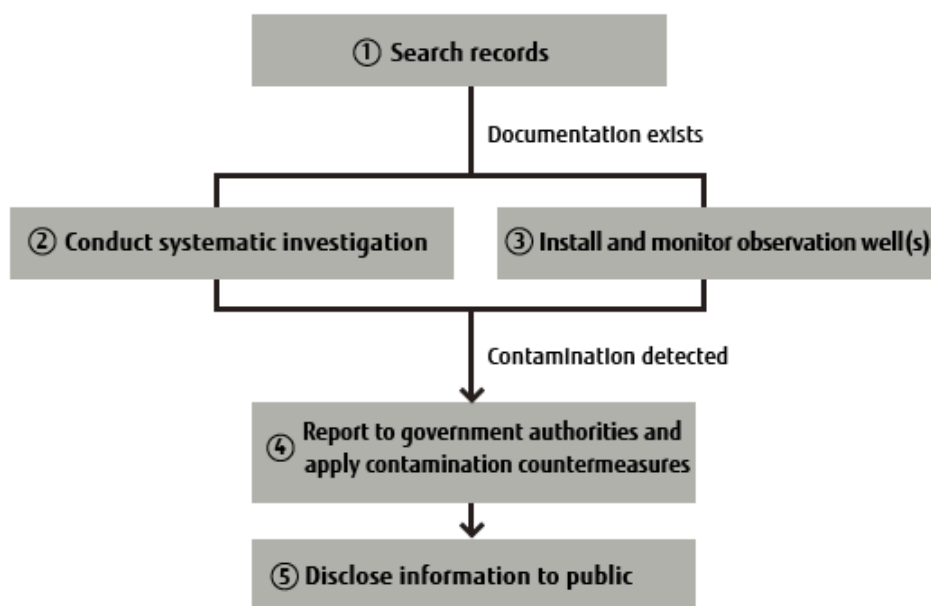 ① Search records
Documentation exists
② Conduct systematic investigation
③ Install and monitor observation well(s)
Contamination detected
④ Report to government authorities and
apply contamination countermeasures
⑤ Disclose information to public